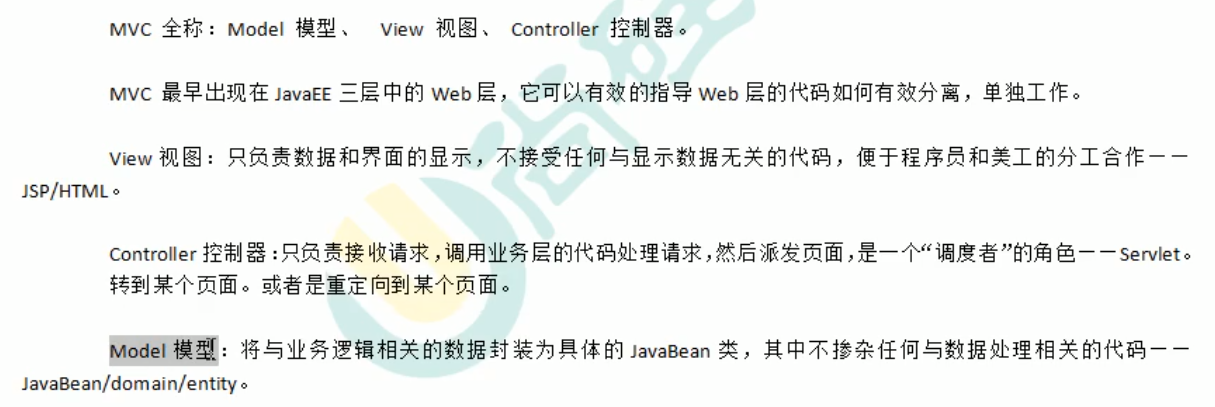 MVC 全称：Model 模型、 View 视图、 Controller 控制器。
MVC 最早出现在 JavaEE 三层中的 Web 层，它可以有效的指导 Web 层的代码如何有效分离，单独工作。
View 视图：只负责数据和界面的显示，不接受任何与显示数据无关的代码，便于程序员和美工的分工合作——
JSP/HTML。
Controller 控制器：只负责接收请求，调用业务层的代码处理请求，然后派发页面，是一个“调度者”的角色——Servlet。
转到某个页面。或者是重定向到某个页面。
Model 模型：将与业务逻辑相关的数据封装为具体的 JavaBean 类，其中不掺杂任何与数据处理相关的代码——
JavaBean/domain/entity。
尚硅